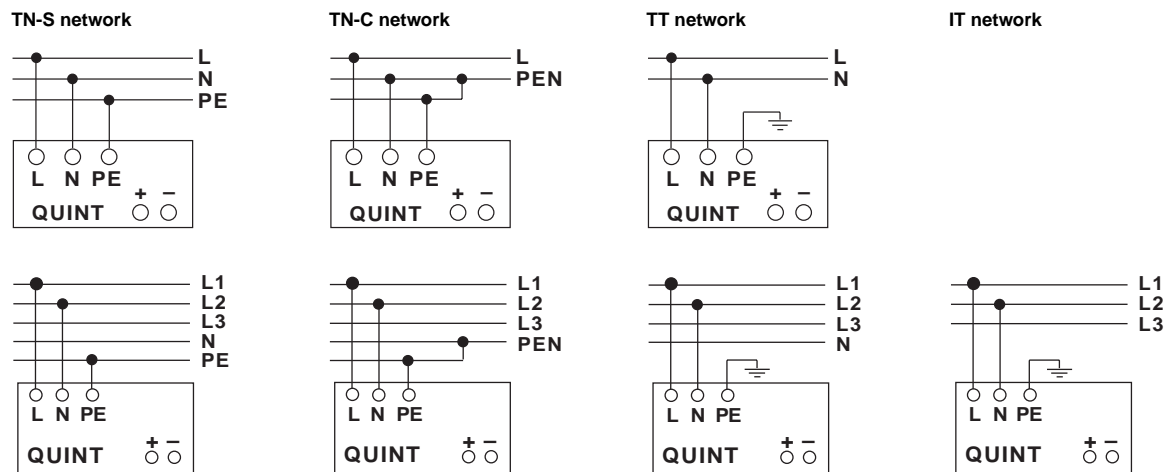 TN-S network
TN-C network
TT network
IT network
L
N
PE
L N PE
+ –
QUINT
L
PEN
L N PE
+ –
QUINT
L
N
L N PE
+ –
QUINT
L1
L2
L3
N
PE
L N PE
+ –
QUINT
L1
L2
L3
PEN
L N PE
+ –
QUINT
L1
L2
L3
N
L N PE
+ –
QUINT
L1
L2
L3
L N PE
+ –
QUINT